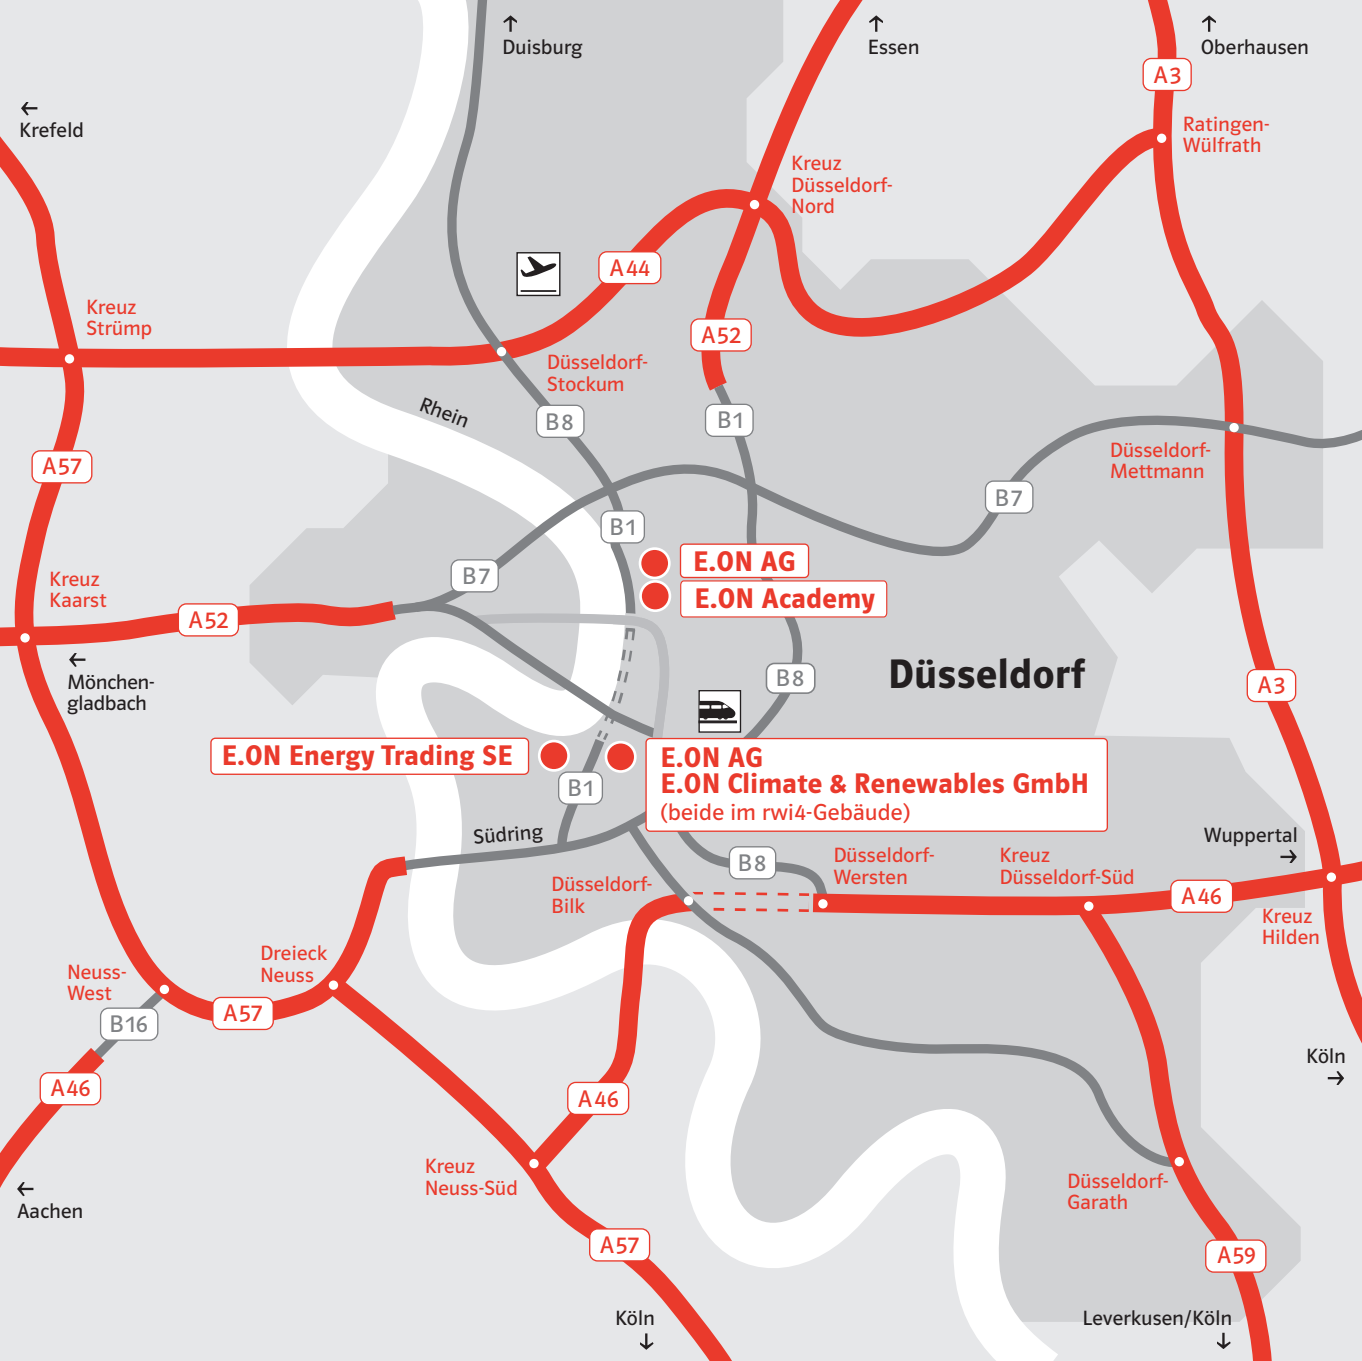 ↑
Duisburg
↑
Essen
↑
Oberhausen
A3
←
Krefeld
Ratingen-
Wülfrath
Kreuz
Düsseldorf-
Nord
A44
Kreuz
Strümp
A52
Düsseldorf-
Stockum
Rhein
B8
B1
Düsseldorf-
Mettmann
A57
B7
B1
E.ON AG
B7
Kreuz
Kaarst
E.ON Academy
A52
←
Mönchen-
gladbach
B8
Düsseldorf
A3
E.ON Energy Trading SE
E.ON AG
E.ON Climate & Renewables GmbH
(beide im rwi4-Gebäude)
B1
Südring
Wuppertal
→
B8
Düsseldorf-
Wersten
Kreuz
Düsseldorf-Süd
Düsseldorf-
Bilk
A46
Kreuz
Hilden
Dreieck
Neuss
Neuss-
West
A57
B16
Köln
→
A46
A46
Kreuz
Neuss-Süd
←
Aachen
Düsseldorf-
Garath
A57
A59
Köln
↓
Leverkusen/Köln
↓